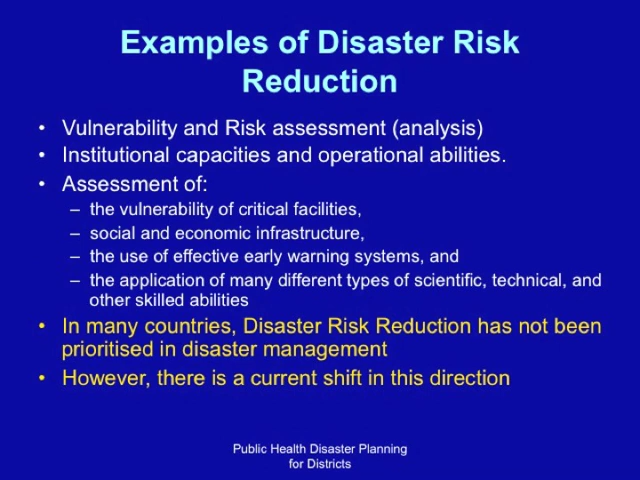 Examples of Disaster Risk
Reduction
• Vulnerability and Risk assessment (analysis)
• Institutional capacities and operational abilities.
• Assessment of:
– the vulnerability of critical facilities,
– social and economic infrastructure,
– the use of effective early warning systems, and
– the application of many different types of scientific, technical, and
other skilled abilities
• In many countries, Disaster Risk Reduction has not been
prioritised in disaster management
• However, there is a current shift in this direction
Public Health Disaster Planning
for Districts